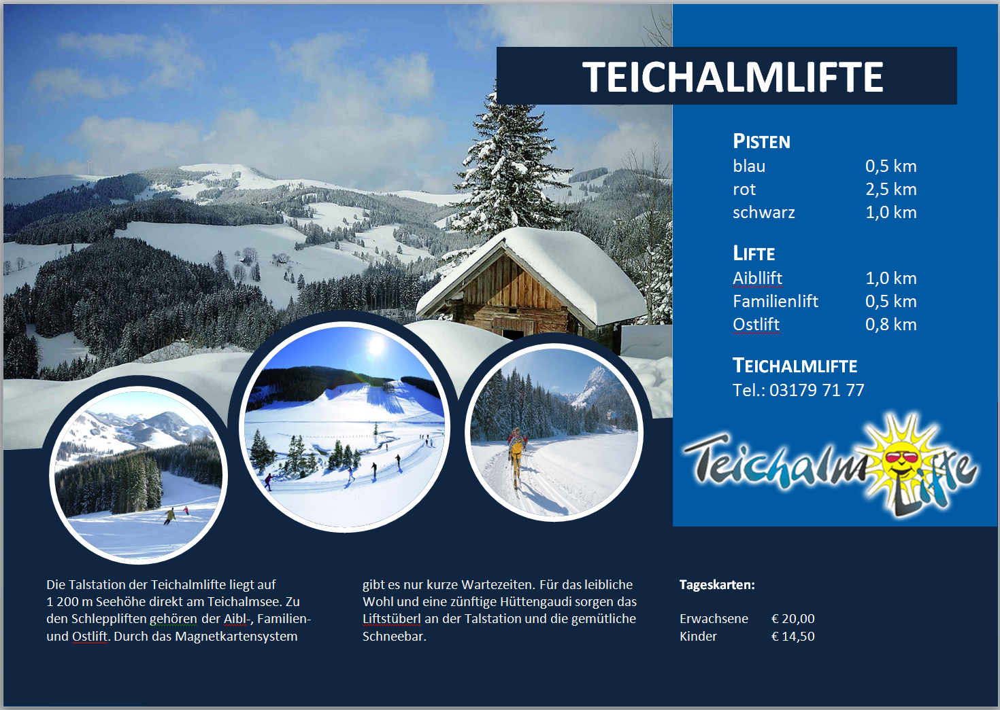 TEICHALMLIFTE
PISTEN
blau 0,5 km
rot 2,5 km
schwarz 1,0 km
LIFTE
Aibllift 1,0 km
Familienlift 0,5 km
Ostlift 0,8 km
TEICHALMLIFTE
Tel.: 03179 71 77
Teichalm Lifte
Die Talstation der Teichalmlifte liegt auf
1 200 m Seehöhe direkt am Teichalmsee. Zu
den Schleppliften gehören der Aibl-, Familien-
und Ostlift. Durch das Magnetkartensystem
gibt es nur kurze Wartezeiten. Für das leibliche
Wohl und eine zünftige Hüttengaudi sorgen das
Liftstüberl an der Talstation und die gemütliche
Schneebar.
Tageskarten:
Erwachsene € 20,00
Kinder € 14,50